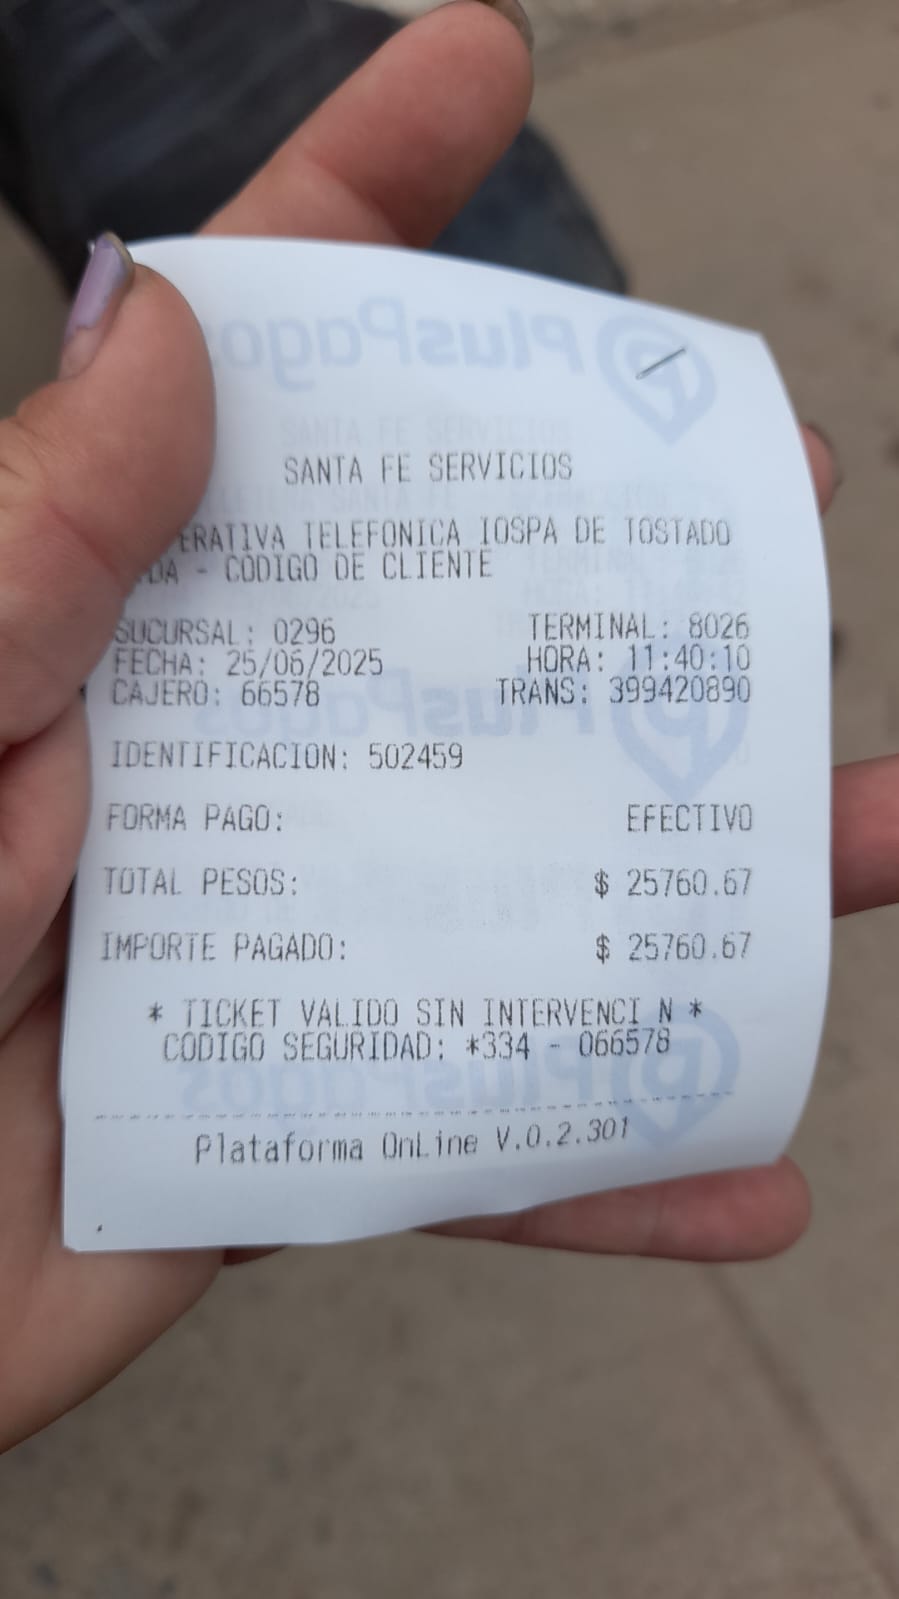 SANTA FE SERVICIOS
ERATIVA TELEFONICA IOSPA DE TOSTADO
DA - CODIGO DE CLIENTE
SUCURSAL: 0296 TERMINAL: 8026
FECHA: 25/06/2025 HORA: 11:40:10
CAJERO: 66578 TRANS: 399420890
IDENTIFICACION: 502459
FORMA PAGO: EFECTIVO
TOTAL PESOS: $ 25760.67
IMPORTE PAGADO: $ 25760.67
* TICKET VALIDO SIN INTERVENCI N *
CODIGO SEGURIDAD: *334 - 066578
Plataforma OnLine V.0.2.301